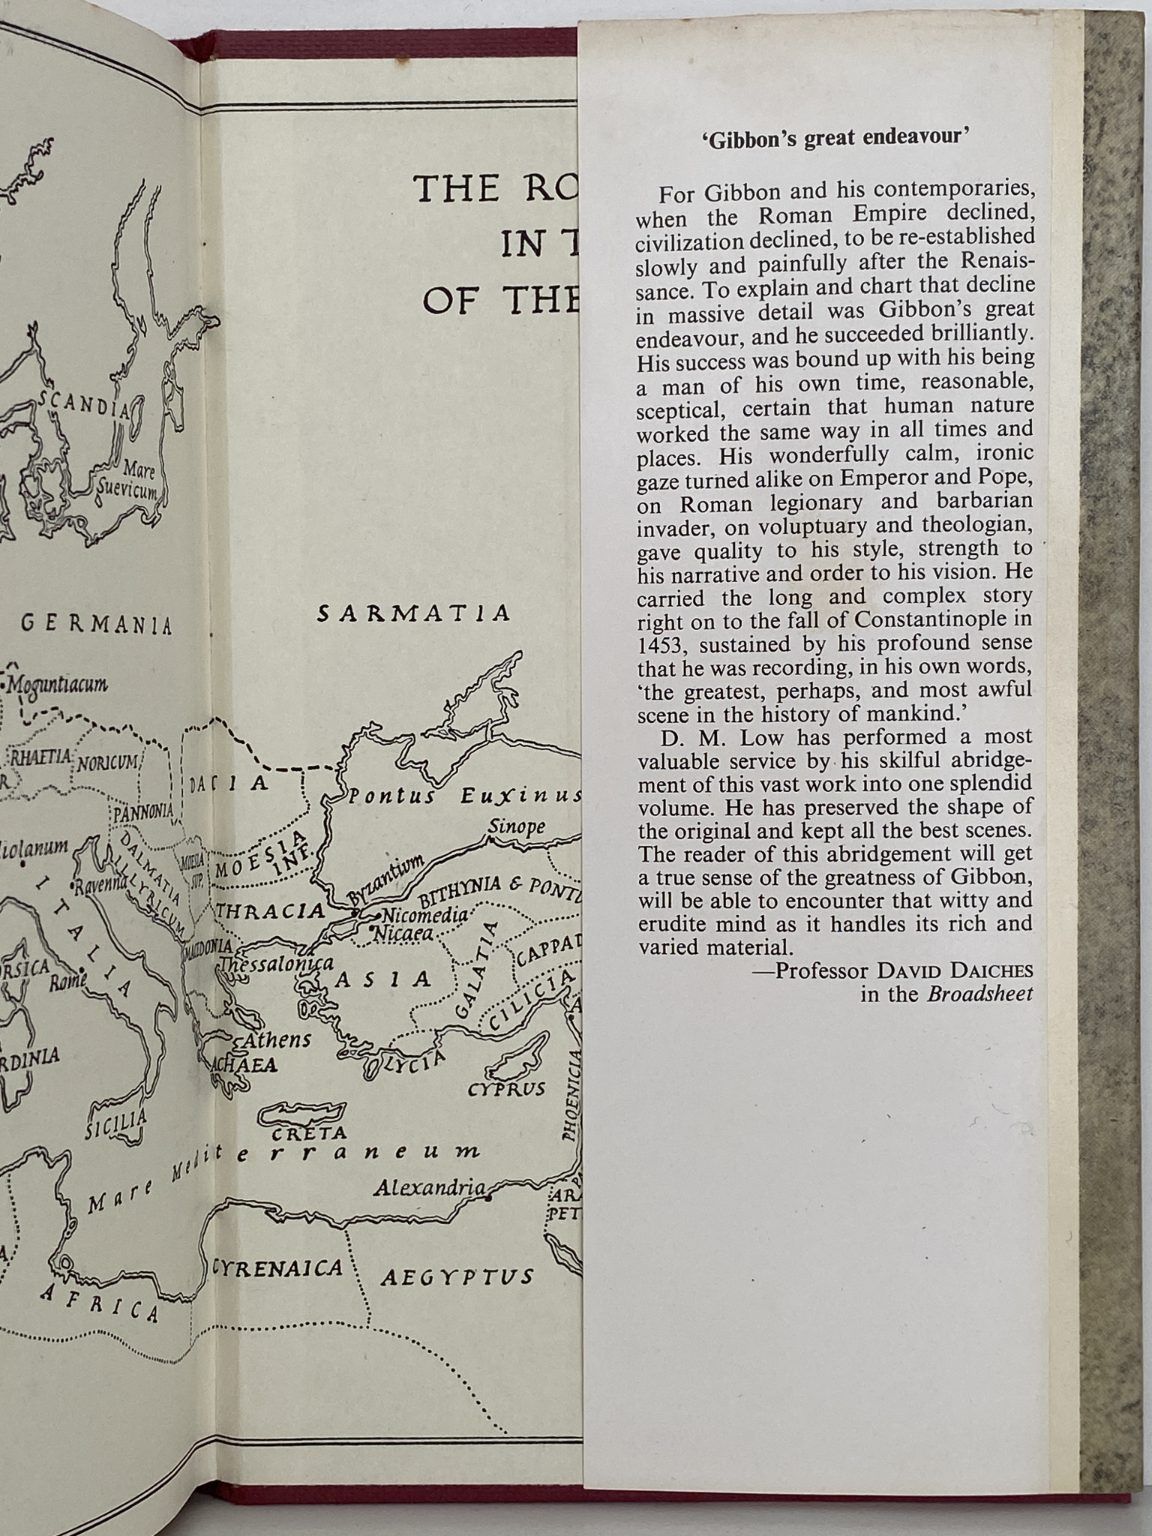 THE RO
IN T
OF THE
SCANDIA
Mare
Suevicum
GERMANIA
SARMATIA
Moguntiacum
RHAETIA
NORICUM
DACIA
PANNONIA
Pontus Euxinus
Sinope
iolanum
DALMATIA
ILLYRICUM
MOESIA
SUP.
MOESIA
INF.
Ravenna
Byzantium
BITHYNIA & PONTU
ITALIA
THRACIA
Nicomedia
Nicaea
MACEDONIA
GALATIA
CAPPAD
Thessalonica
ORSICA
Rome
ASIA
CILICIA
A
Athens
RDINIA
ACHAEA
LYCIA
CYPRUS
PHOENICIA
SICILIA
CRETA
Mare Mediterraneum
Alexandria
ARA
PET
CYRENAICA
AEGYPTUS
AFRICA
‘Gibbon’s great endeavour’
For Gibbon and his contemporaries,
when the Roman Empire declined,
civilization declined, to be re-established
slowly and painfully after the Renais-
sance. To explain and chart that decline
in massive detail was Gibbon’s great
endeavour, and he succeeded brilliantly.
His success was bound up with his being
a man of his own time, reasonable,
sceptical, certain that human nature
worked the same way in all times and
places. His wonderfully calm, ironic
gaze turned alike on Emperor and Pope,
on Roman legionary and barbarian
invader, on voluptuary and theologian,
gave quality to his style, strength to
his narrative and order to his vision. He
carried the long and complex story
right on to the fall of Constantinople in
1453, sustained by his profound sense
that he was recording, in his own words,
‘the greatest, perhaps, and most awful
scene in the history of mankind.’
D. M. Low has performed a most
valuable service by his skilful abridge-
ment of this vast work into one splendid
volume. He has preserved the shape of
the original and kept all the best scenes.
The reader of this abridgement will get
a true sense of the greatness of Gibbon,
will be able to encounter that witty and
erudite mind as it handles its rich and
varied material.
—Professor DAVID DAICHES
in the Broadsheet